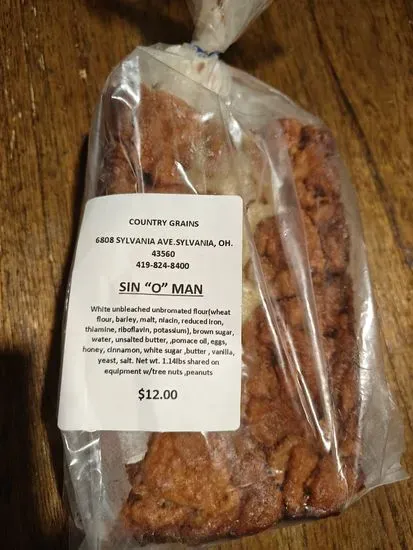 COUNTRY GRAINS
6808 SYLVANIA AVE.SYLVANIA, OH.
43560
419-824-8400
SIN “O” MAN
White unbleached unbromated flour(wheat
flour, barley, malt, niacin, reduced iron,
thiamine, riboflavin, potassium), brown sugar,
water, unsalted butter, ,pomace oil, eggs,
honey, cinnamon, white sugar ,butter , vanilla,
yeast, salt. Net wt. 1.14lbs shared on
equipment w/tree nuts ,peanuts
$12.00